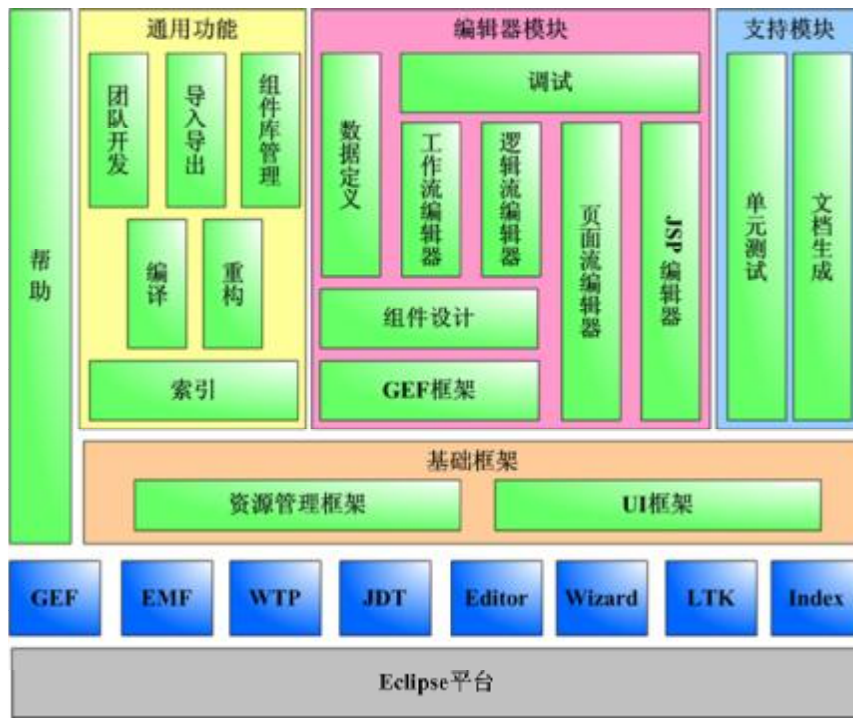 通用功能
编辑器模块
支持模块
帮助
团队开发
导入导出
组件库管理
编译
重构
索引
调试
数据定义
工作流编辑器
逻辑流编辑器
页面流编辑器
JSP 编辑器
组件设计
GEF框架
单元测试
文档生成
基础框架
资源管理框架
UI框架
GEF
EMF
WTP
JDT
Editor
Wizard
LTK
Index
Eclipse平台